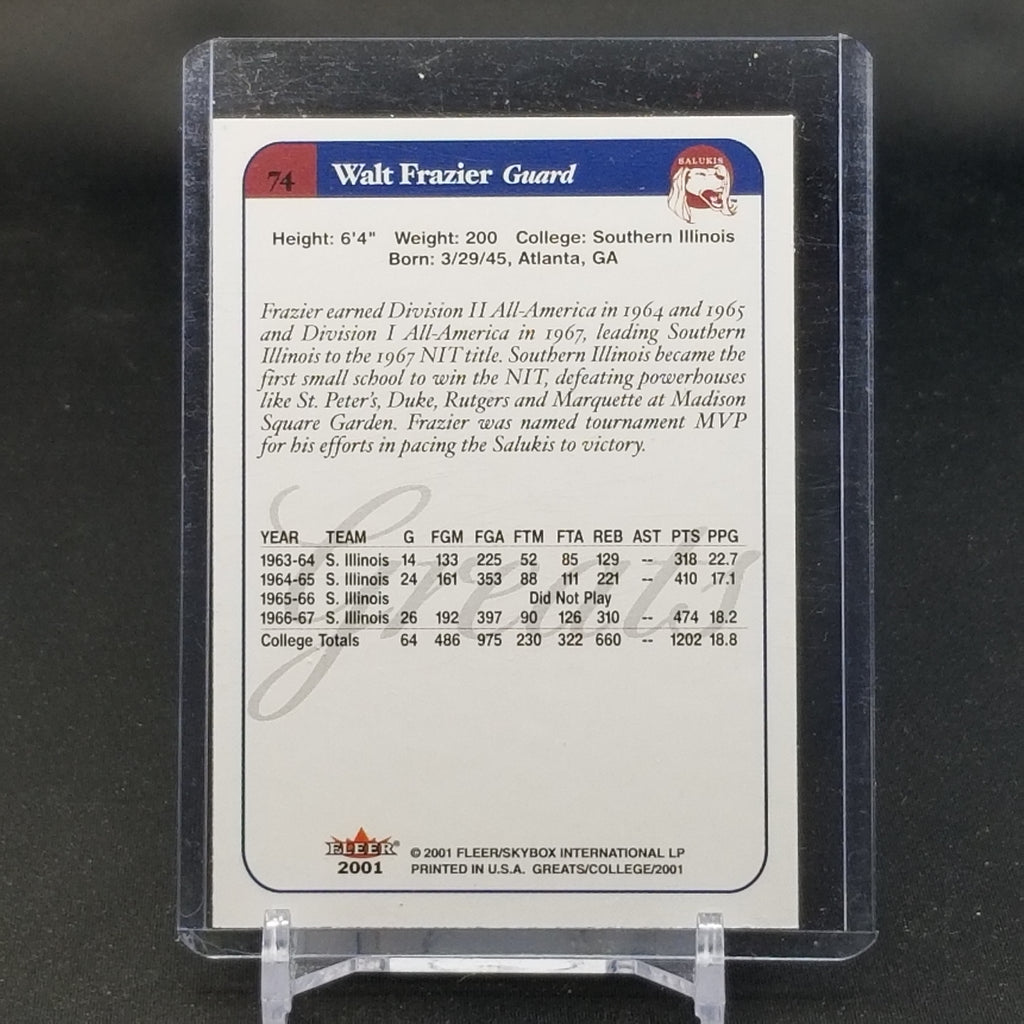 74 Walt Frazier Guard
SALUKIS
Height: 6'4" Weight: 200 College: Southern Illinois
Born: 3/29/45, Atlanta, GA
Frazier earned Division II All-America in 1964 and 1965
and Division I All-America in 1967, leading Southern
Illinois to the 1967 NIT title. Southern Illinois became the
first small school to win the NIT, defeating powerhouses
like St. Peter's, Duke, Rutgers and Marquette at Madison
Square Garden. Frazier was named tournament MVP
for his efforts in pacing the Salukis to victory.
Greats
YEAR TEAM G FGM FGA FTM FTA REB AST PTS PPG
1963-64 S. Illinois 14 133 225 52 85 129 -- 318 22.7
1964-65 S. Illinois 24 161 353 88 111 221 -- 410 17.1
1965-66 S. Illinois Did Not Play
1966-67 S. Illinois 26 192 397 90 126 310 -- 474 18.2
College Totals 64 486 975 230 322 660 -- 1202 18.8
FLEER®
2001
© 2001 FLEER/SKYBOX INTERNATIONAL LP
PRINTED IN U.S.A. GREATS/COLLEGE/2001